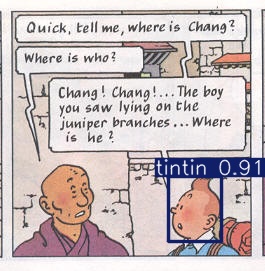 Quick, tell me, where is Chang?
Where is who?
Chang! Chang!... The boy
you saw lying on the
juniper branches... Where
is he?
tintin 0.91